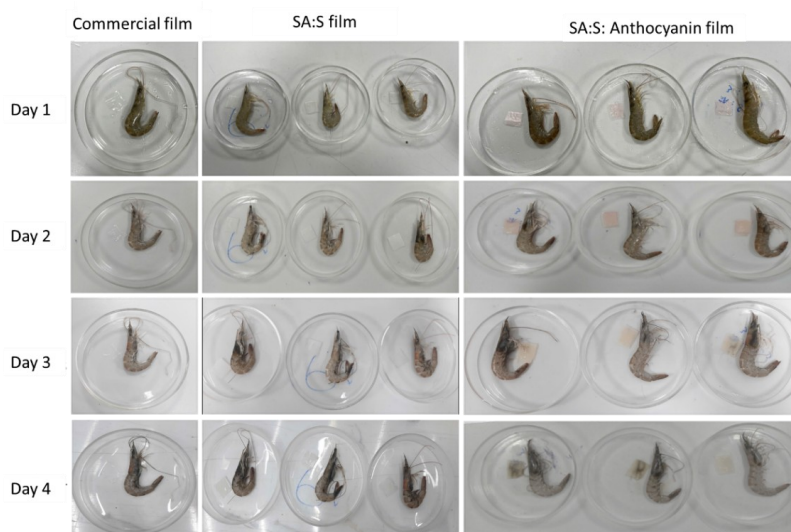 Commercial film
SA:S film
SA:S: Anthocyanin film
Day 1
Day 2
Day 3
Day 4